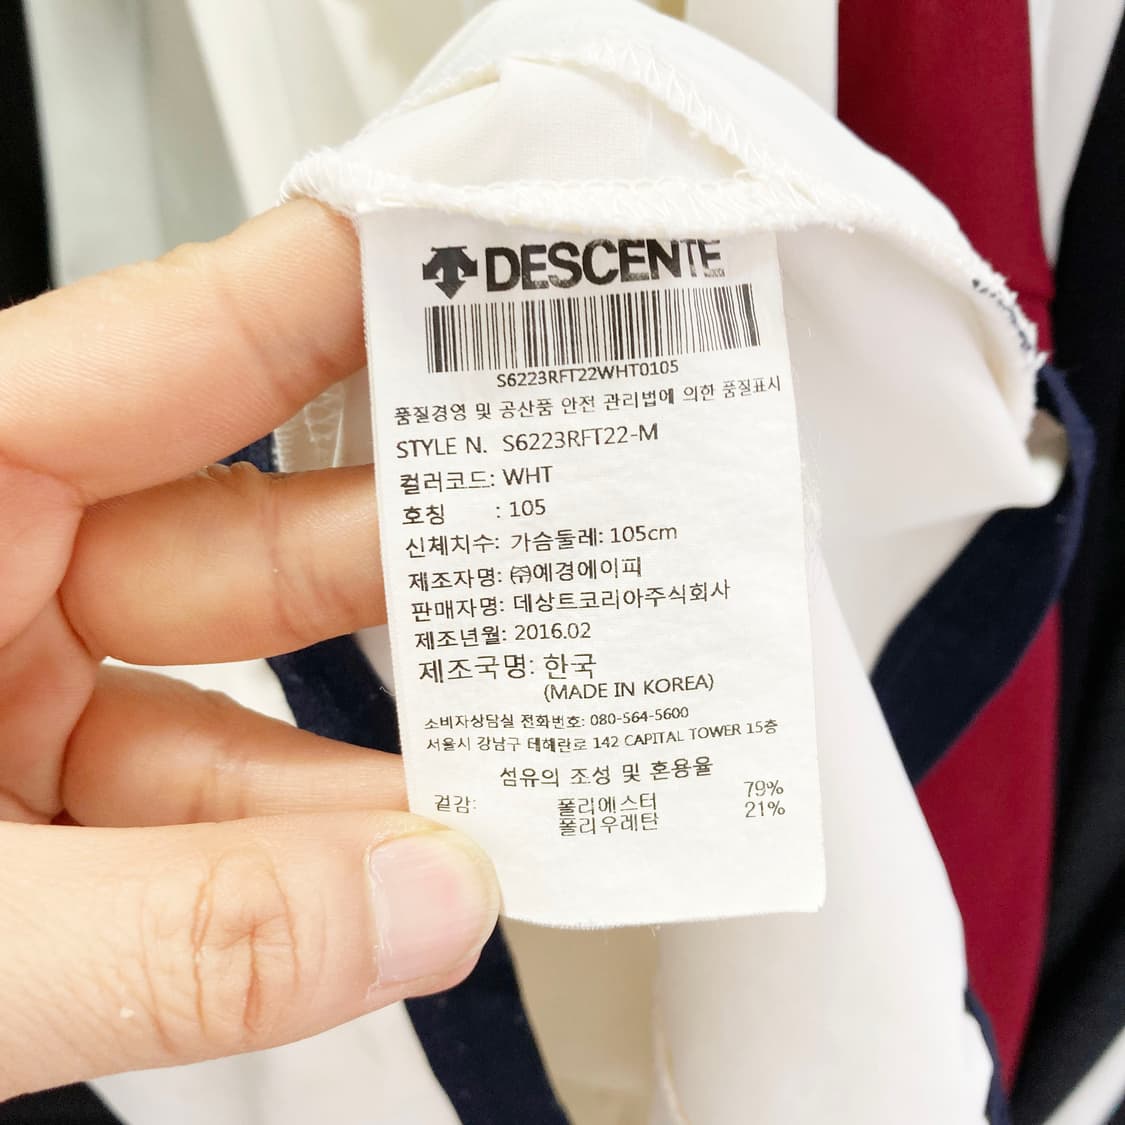 DESCENTE
S6223RFT22WHT0105
품질경영 및 공산품 안전 관리법에 의한 품질표시
STYLE N. S6223RFT22-M
컬러코드: WHT
호칭 : 105
신체치수: 가슴둘레: 105cm
제조자명: ㈜예경에이피
판매자명: 데상트코리아주식회사
제조년월: 2016.02
제조국명: 한국
(MADE IN KOREA)
소비자상담실 전화번호: 080-564-5600
서울시 강남구 테헤란로 142 CAPITAL TOWER 15층
섬유의 조성 및 혼용율
겉감: 폴리에스터 79%
폴리우레탄 21%